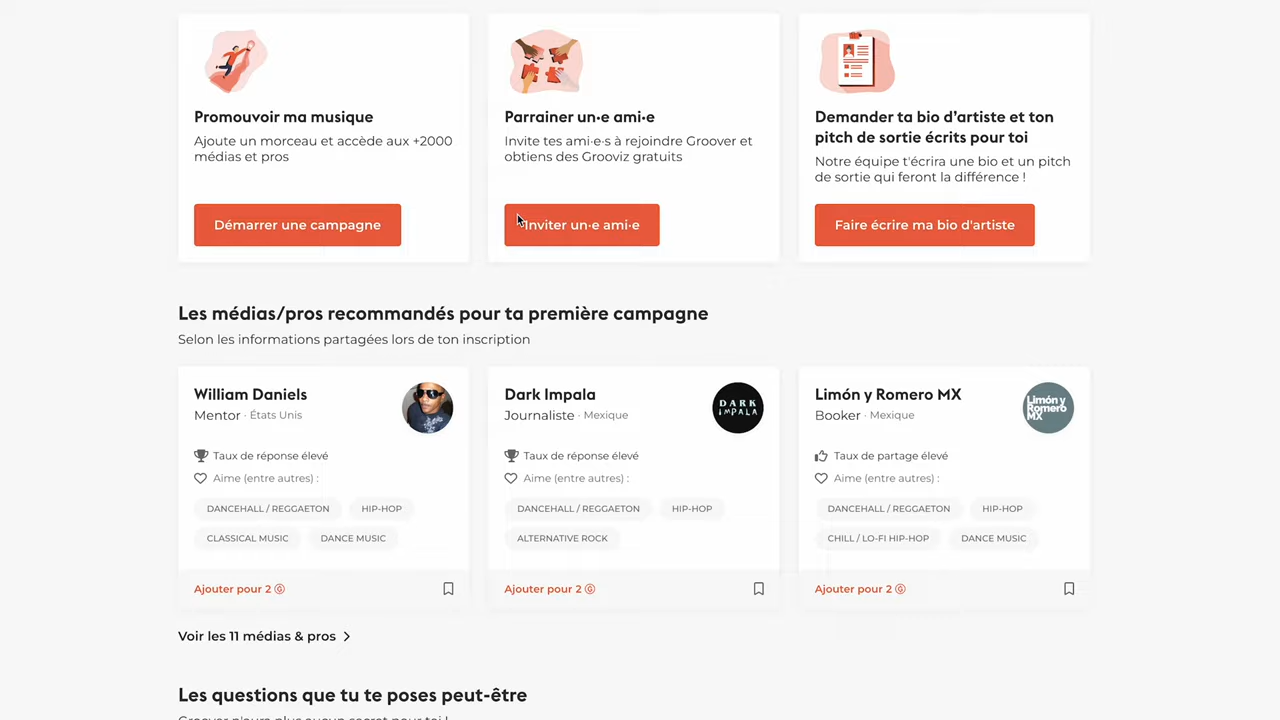 Promouvoir ma musique
Ajoute un morceau et accède aux +2000
médias et pros
Démarrer une campagne
Parrainer un·e ami·e
Invite tes ami·e·s à rejoindre Groover et
obtiens des Grooviz gratuits
Inviter un·e ami·e
Demander ta bio d'artiste et ton
pitch de sortie écrits pour toi
Notre équipe t'écrira une bio et un pitch
de sortie qui feront la différence !
Faire écrire ma bio d'artiste
Les médias/pros recommandés pour ta première campagne
Selon les informations partagées lors de ton inscription
William Daniels
Mentor · États Unis
Taux de réponse élevé
Aime (entre autres) :
DANCEHALL / REGGAETON
HIP-HOP
CLASSICAL MUSIC
DANCE MUSIC
Ajouter pour 2
Dark Impala
Journaliste · Mexique
DARK
IMPALA
Taux de réponse élevé
Aime (entre autres) :
DANCEHALL / REGGAETON
HIP-HOP
ALTERNATIVE ROCK
Ajouter pour 2
Limón y Romero MX
Booker · Mexique
Limón y
Romero
MX
Taux de partage élevé
Aime (entre autres) :
DANCEHALL / REGGAETON
HIP-HOP
CHILL / LO-FI HIP-HOP
DANCE MUSIC
Ajouter pour 2
Voir les 11 médias & pros
Les questions que tu te poses peut-être
Groover n'aura plus aucun secret pour toi !